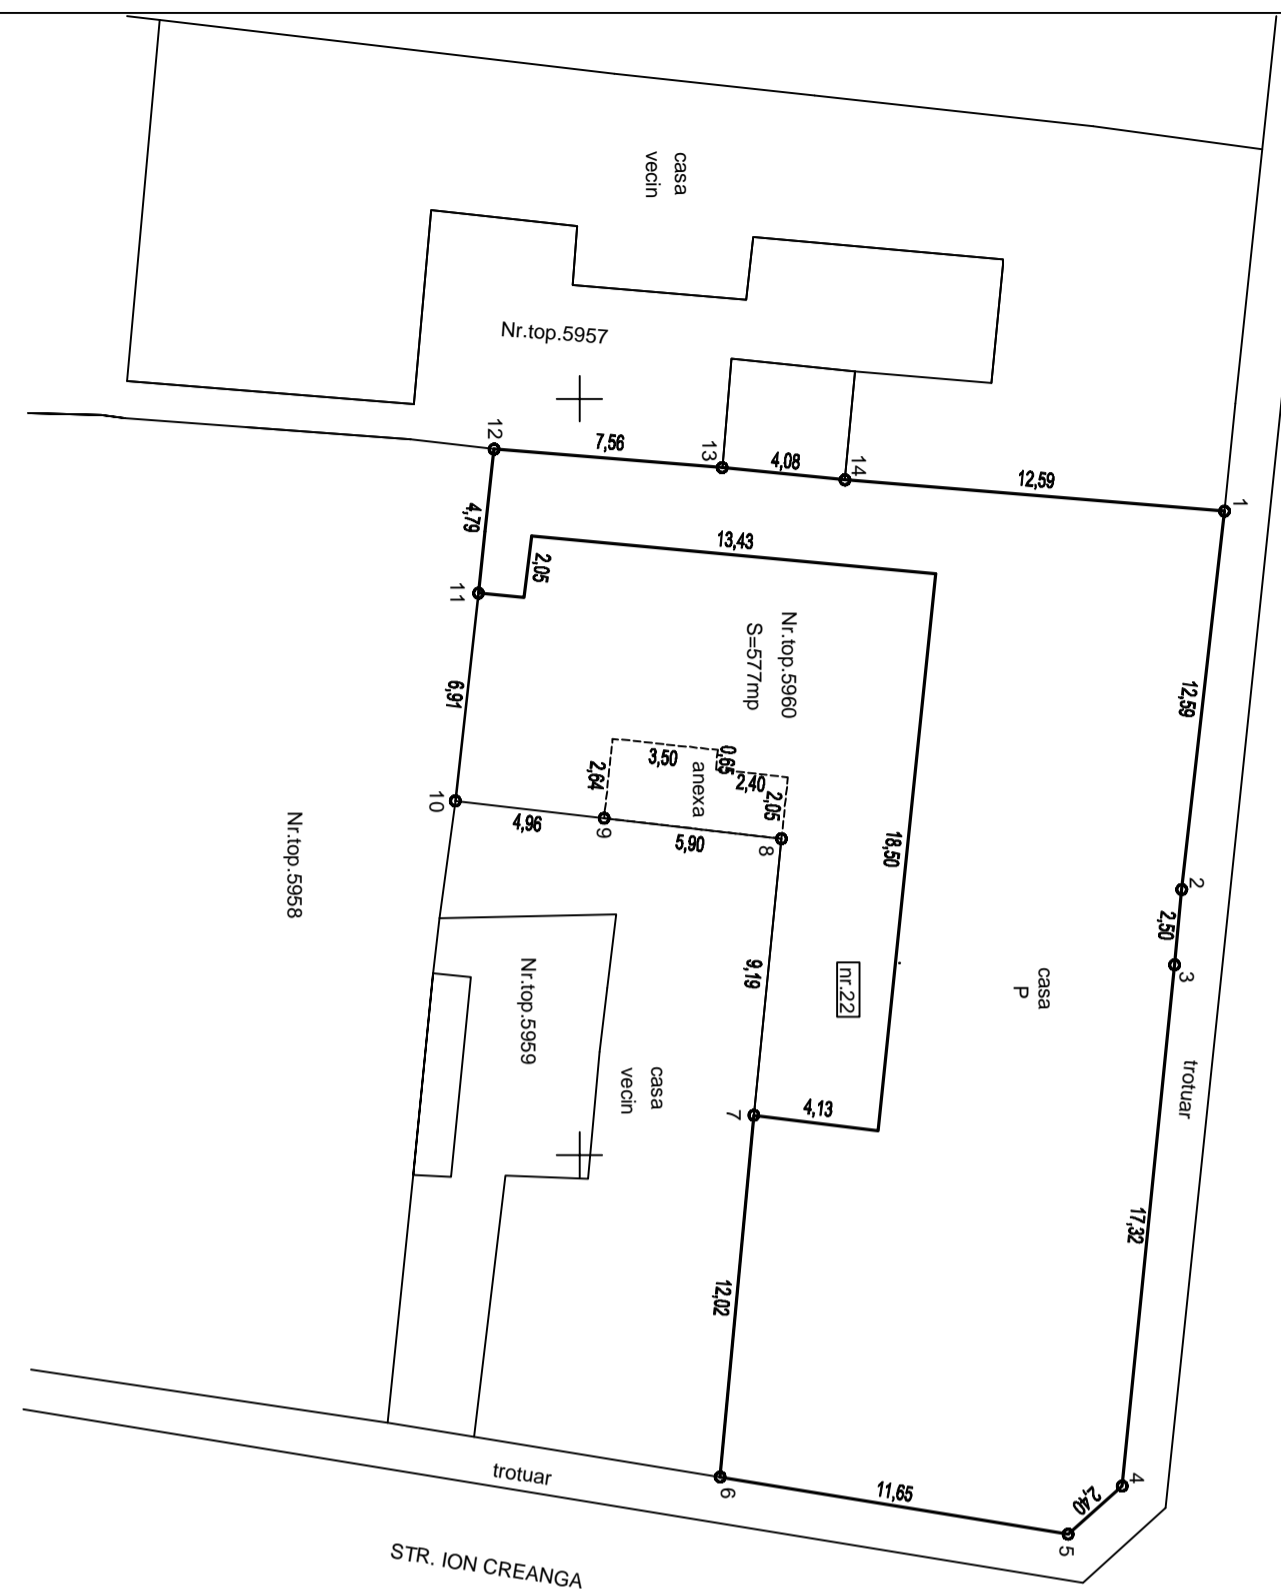 casa
vecin
Nr.top.5957
12
7,56
13
4,08
14
12,59
1
4,79
2,05
13,43
11
Nr.top.5960
S=577mp
12,59
6,91
3,50
0,65
2,40
2,64
anexa
2,05
10
4,96
9
5,90
8
18,50
2
2,50
3
Nr.top.5958
Nr.top.5959
9,19
nr.22
casa
P
casa
vecin
trotuar
7
4,13
17,32
12,02
trotuar
6
11,65
4
2,40
5
STR. ION CREANGA